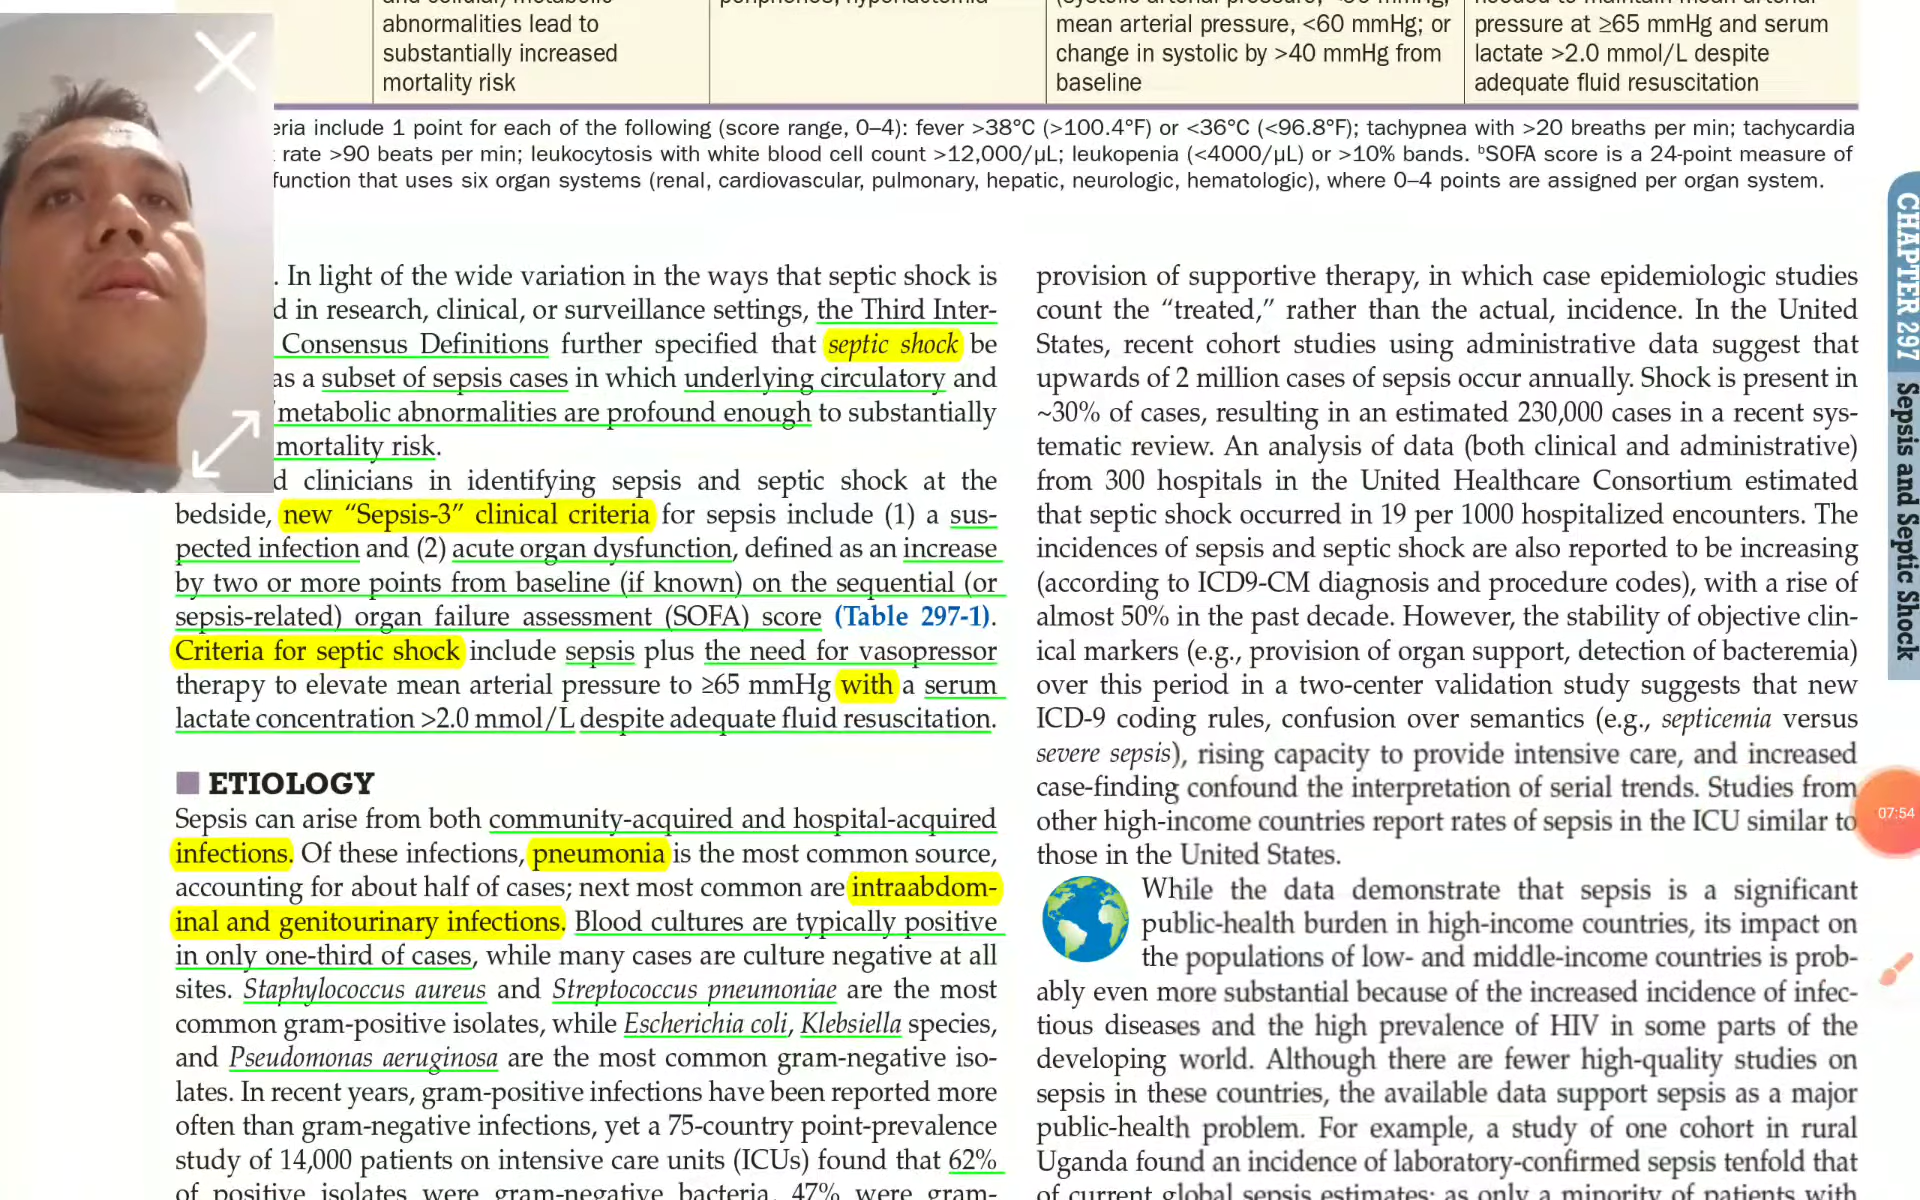 abnormalities lead to
substantially increased
mortality risk
mean arterial pressure, <60 mmHg; or
change in systolic by >40 mmHg from
baseline
pressure at ≥65 mmHg and serum
lactate >2.0 mmol/L despite
adequate fluid resuscitation
include 1 point for each of the following (score range, 0–4): fever >38°C (>100.4°F) or <36°C (<96.8°F); tachypnea with >20 breaths per min; tachycardia
rate >90 beats per min; leukocytosis with white blood cell count >12,000/μL; leukopenia (<4000/μL) or >10% bands. ᵇSOFA score is a 24-point measure of
function that uses six organ systems (renal, cardiovascular, pulmonary, hepatic, neurologic, hematologic), where 0–4 points are assigned per organ system.
. In light of the wide variation in the ways that septic shock is
in research, clinical, or surveillance settings, the Third Inter-
Consensus Definitions further specified that septic shock be
as a subset of sepsis cases in which underlying circulatory and
metabolic abnormalities are profound enough to substantially
mortality risk.
clinicians in identifying sepsis and septic shock at the
bedside, new “Sepsis-3” clinical criteria for sepsis include (1) a sus-
pected infection and (2) acute organ dysfunction, defined as an increase
by two or more points from baseline (if known) on the sequential (or
sepsis-related) organ failure assessment (SOFA) score (Table 297-1).
Criteria for septic shock include sepsis plus the need for vasopressor
therapy to elevate mean arterial pressure to ≥65 mmHg with a serum
lactate concentration >2.0 mmol/L despite adequate fluid resuscitation.
ETIOLOGY
Sepsis can arise from both community-acquired and hospital-acquired
infections. Of these infections, pneumonia is the most common source,
accounting for about half of cases; next most common are intraabdom-
inal and genitourinary infections. Blood cultures are typically positive
in only one-third of cases, while many cases are culture negative at all
sites. Staphylococcus aureus and Streptococcus pneumoniae are the most
common gram-positive isolates, while Escherichia coli, Klebsiella species,
and Pseudomonas aeruginosa are the most common gram-negative iso-
lates. In recent years, gram-positive infections have been reported more
often than gram-negative infections, yet a 75-country point-prevalence
study of 14,000 patients on intensive care units (ICUs) found that 62%
of positive isolates were gram-negative bacteria, 47% were gram-
provision of supportive therapy, in which case epidemiologic studies
count the “treated,” rather than the actual, incidence. In the United
States, recent cohort studies using administrative data suggest that
upwards of 2 million cases of sepsis occur annually. Shock is present in
~30% of cases, resulting in an estimated 230,000 cases in a recent sys-
tematic review. An analysis of data (both clinical and administrative)
from 300 hospitals in the United Healthcare Consortium estimated
that septic shock occurred in 19 per 1000 hospitalized encounters. The
incidences of sepsis and septic shock are also reported to be increasing
(according to ICD9-CM diagnosis and procedure codes), with a rise of
almost 50% in the past decade. However, the stability of objective clin-
ical markers (e.g., provision of organ support, detection of bacteremia)
over this period in a two-center validation study suggests that new
ICD-9 coding rules, confusion over semantics (e.g., septicemia versus
severe sepsis), rising capacity to provide intensive care, and increased
case-finding confound the interpretation of serial trends. Studies from
other high-income countries report rates of sepsis in the ICU similar to
those in the United States.
While the data demonstrate that sepsis is a significant
public-health burden in high-income countries, its impact on
the populations of low- and middle-income countries is prob-
ably even more substantial because of the increased incidence of infec-
tious diseases and the high prevalence of HIV in some parts of the
developing world. Although there are fewer high-quality studies on
sepsis in these countries, the available data support sepsis as a major
public-health problem. For example, a study of one cohort in rural
Uganda found an incidence of laboratory-confirmed sepsis tenfold that
of current global sepsis estimates; as only a minority of patients with
CHAPTER 297
Sepsis and Septic Shock
07:54